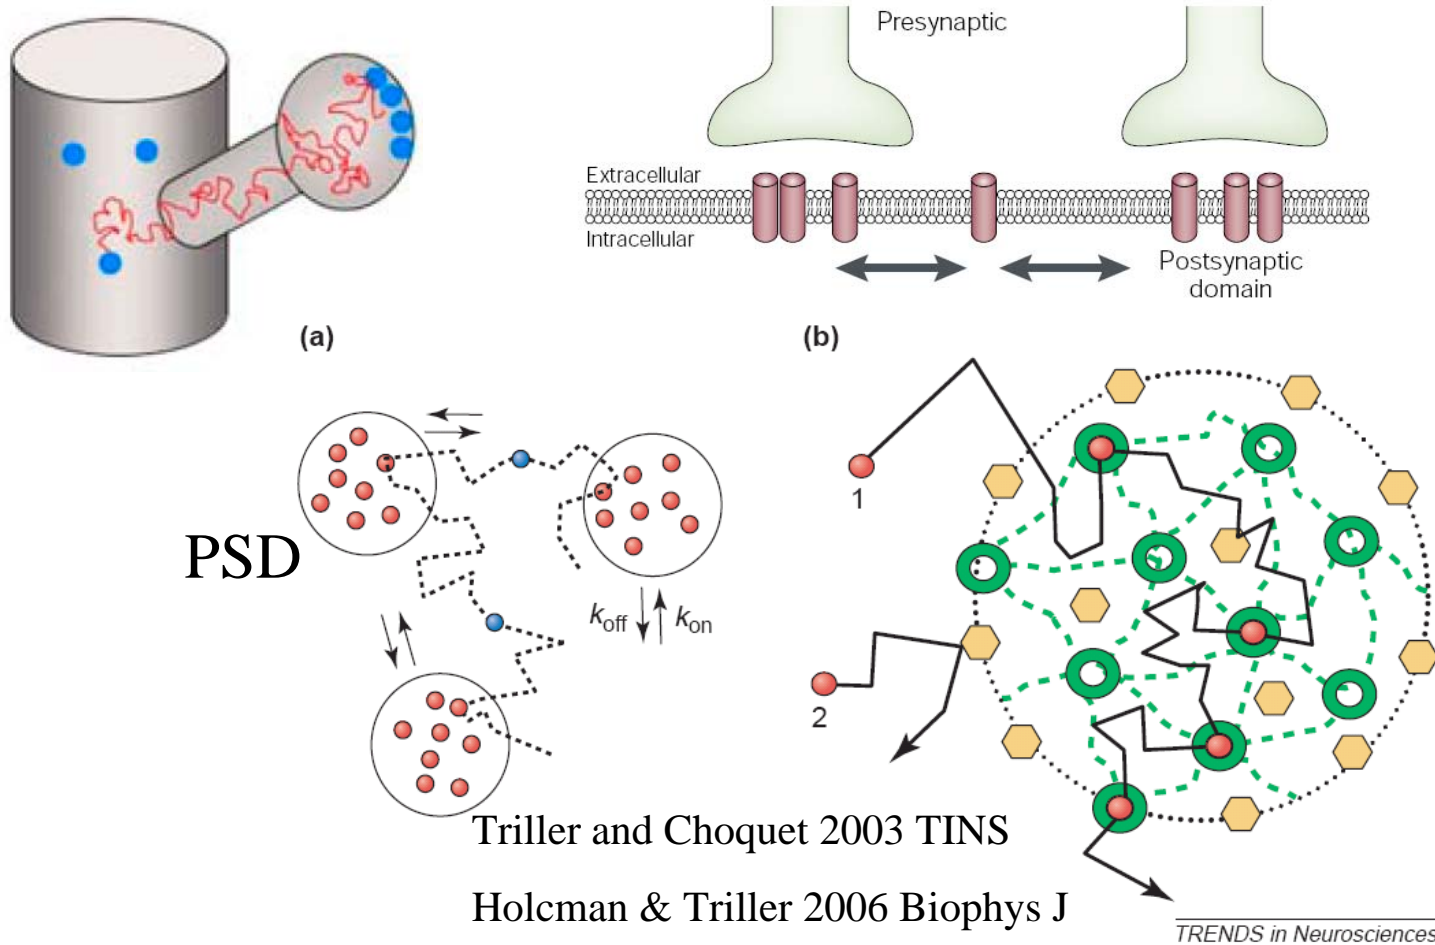 Presynaptic
Extracellular
Intracellular
Postsynaptic
domain
(a)
(b)
PSD
koff
kon
1
2
Triller and Choquet 2003 TINS
Holcman & Triller 2006 Biophys J
TRENDS in Neurosciences